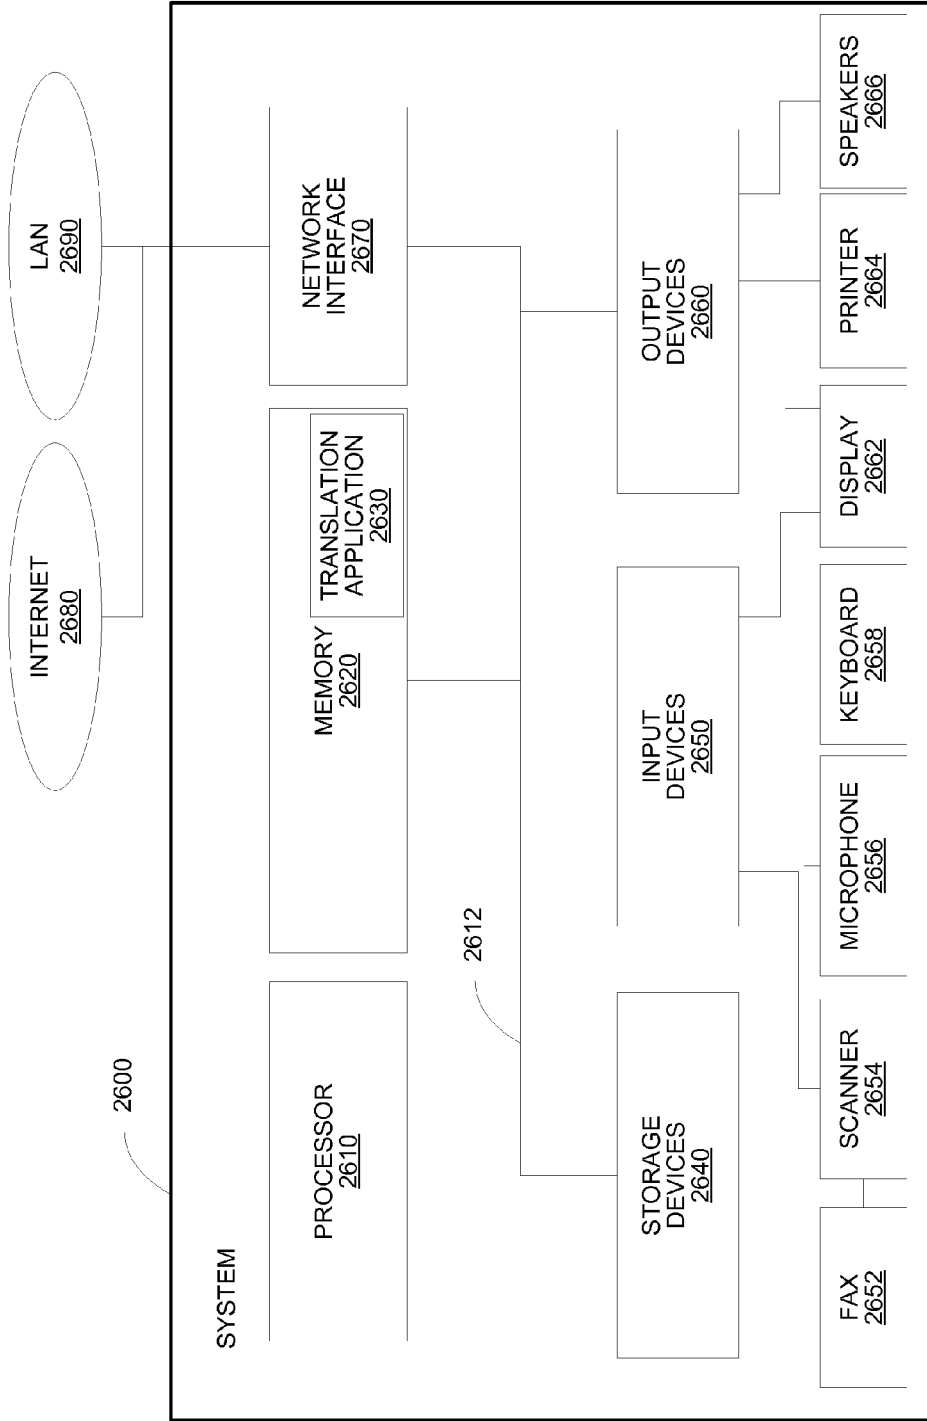 2600
INTERNET
2680
LAN
2690
SYSTEM
PROCESSOR
2610
MEMORY
2620
TRANSLATION
APPLICATION
2630
NETWORK
INTERFACE
2670
2612
STORAGE
DEVICES
2640
INPUT
DEVICES
2650
OUTPUT
DEVICES
2660
FAX
2652
SCANNER
2654
MICROPHONE
2656
KEYBOARD
2658
DISPLAY
2662
PRINTER
2664
SPEAKERS
2666